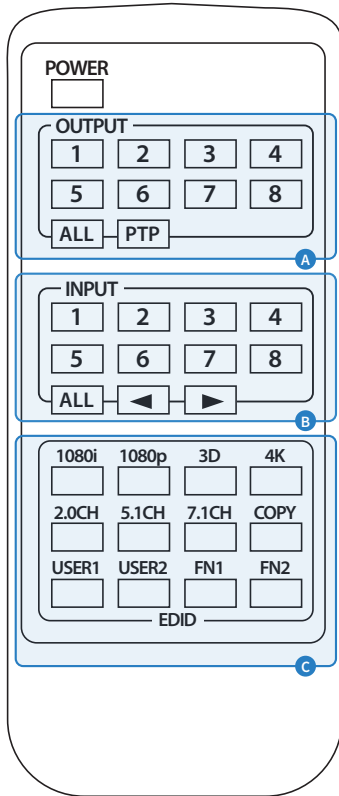 POWER
OUTPUT
1 2 3 4
5 6 7 8
ALL PTP
A
INPUT
1 2 3 4
5 6 7 8
ALL ◄ ►
B
1080i 1080p 3D 4K
2.0CH 5.1CH 7.1CH COPY
USER1 USER2 FN1 FN2
EDID
C